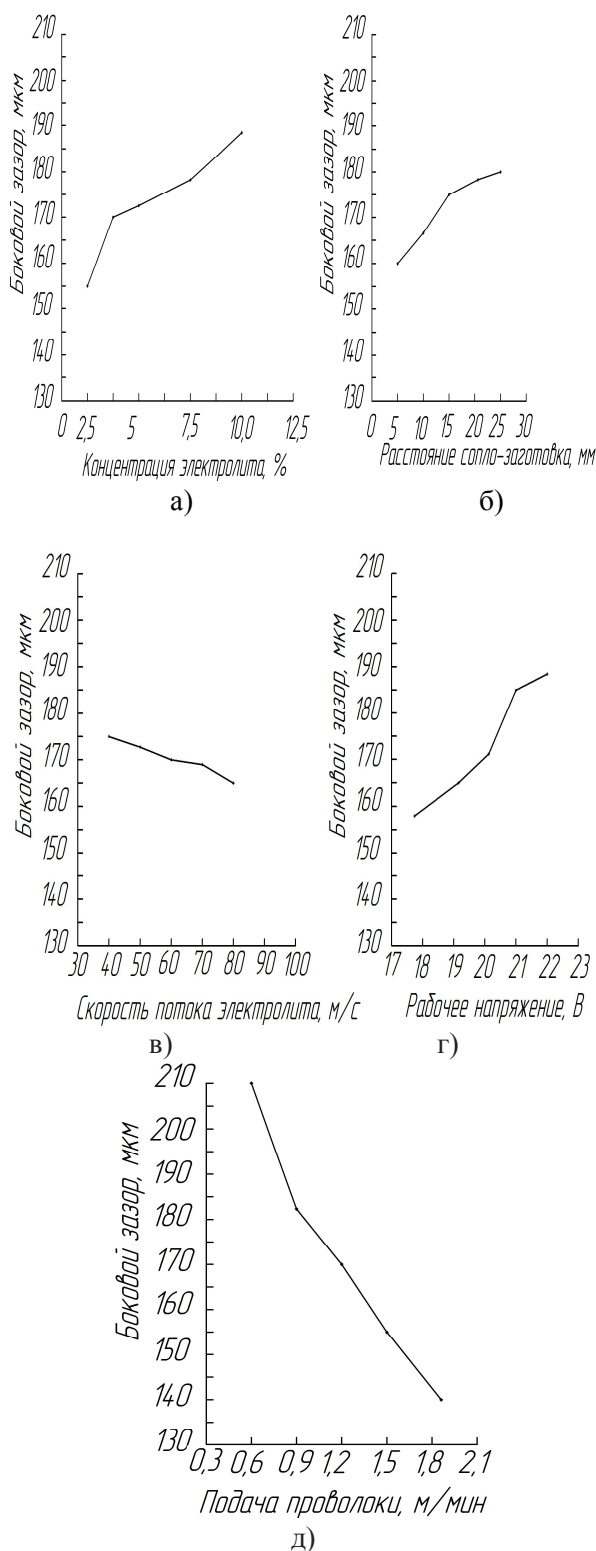 Боковой зазор, мкм
210
200
190
180
170
160
150
140
130
0 2,5 5 7,5 10,0 12,5
Концентрация электролита, %
а)
Боковой зазор, мкм
210
200
190
180
170
160
150
140
130
0 5 10 15 20 25 30
Расстояние сопло-заготовка, мм
б)
Боковой зазор, мкм
210
200
190
180
170
160
150
140
130
30 40 50 60 70 80 90 100
Скорость потока электролита, м/с
в)
Боковой зазор, мкм
210
200
190
180
170
160
150
140
130
17 18 19 20 21 22 23
Рабочее напряжение, В
г)
Боковой зазор, мкм
210
200
180
170
160
150
140
130
0,3 0,6 0,9 1,2 1,5 1,8 2,1
Подача проволоки, м/мин
д)